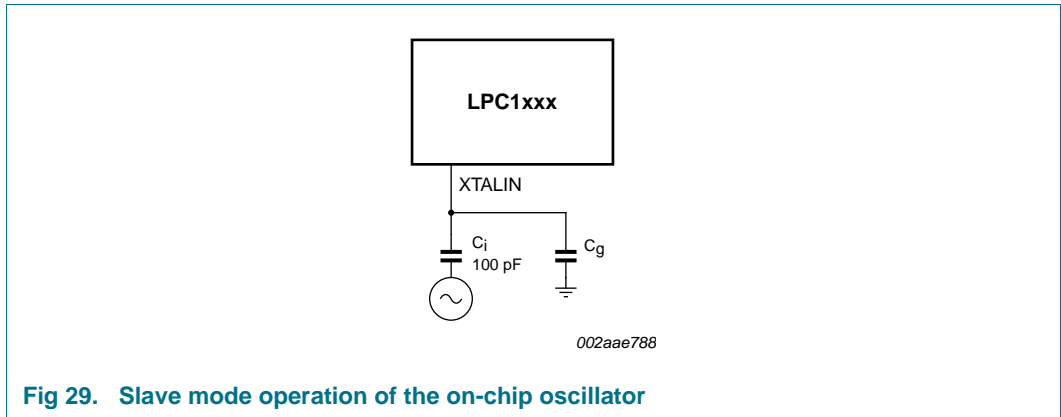 LPC1xxx
XTALIN
Ci
100 pF
Cg
002aae788
Fig 29. Slave mode operation of the on-chip oscillator